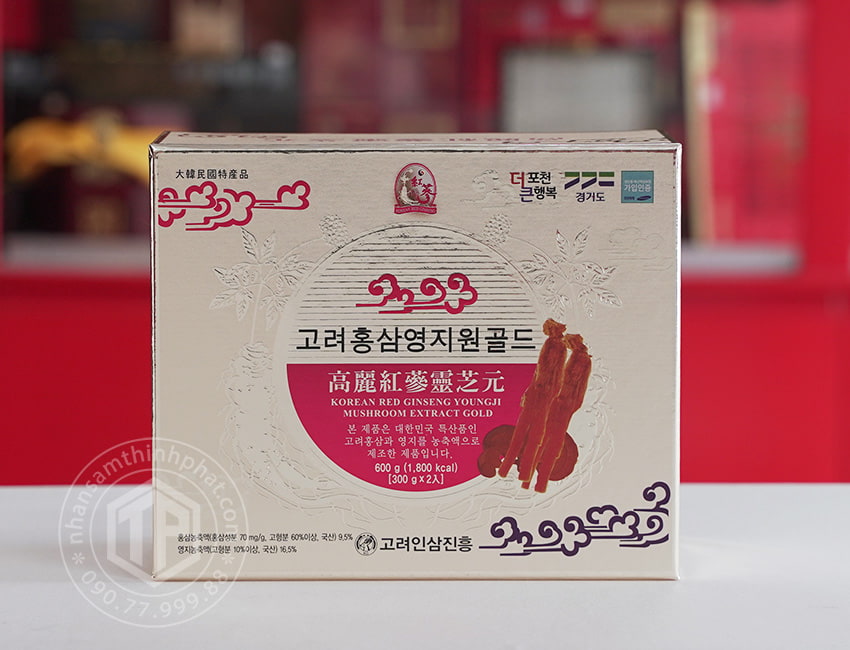 大韓民國特産品
紅蔘
KOREAN RED GINSENG
더 큰 포천
행복
경기도
가입인증
고려홍삼영지원골드
高麗紅蔘靈芝元
KOREAN RED GINSENG YOUNGJI
MUSHROOM EXTRACT GOLD
본 제품은 대한민국 특산품인
고려홍삼과 영지를 농축액으로
제조한 제품입니다.
600 g (1,800 kcal)
[300 g x 2入]
홍삼농축액(홍삼성분 70 mg/g, 고형분 60%이상, 국산) 9,5%
영지농축액(고형분 10%이상, 국산) 16,5%
고려인삼진흥
nhansamthinhphat.com
TP
090.77.999.88